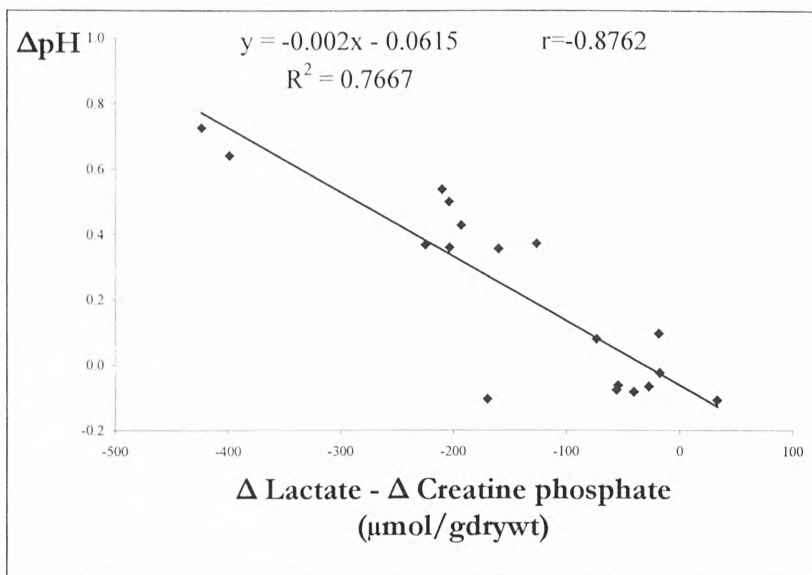 ΔpH
y = -0.002x - 0.0615 r=-0.8762
R² = 0.7667
1.0
0.8
0.6
0.4
0.2
0.0
-0.2
-500 -400 -300 -200 -100 0 100
Δ Lactate - Δ Creatine phosphate
(μmol/gdrywt)